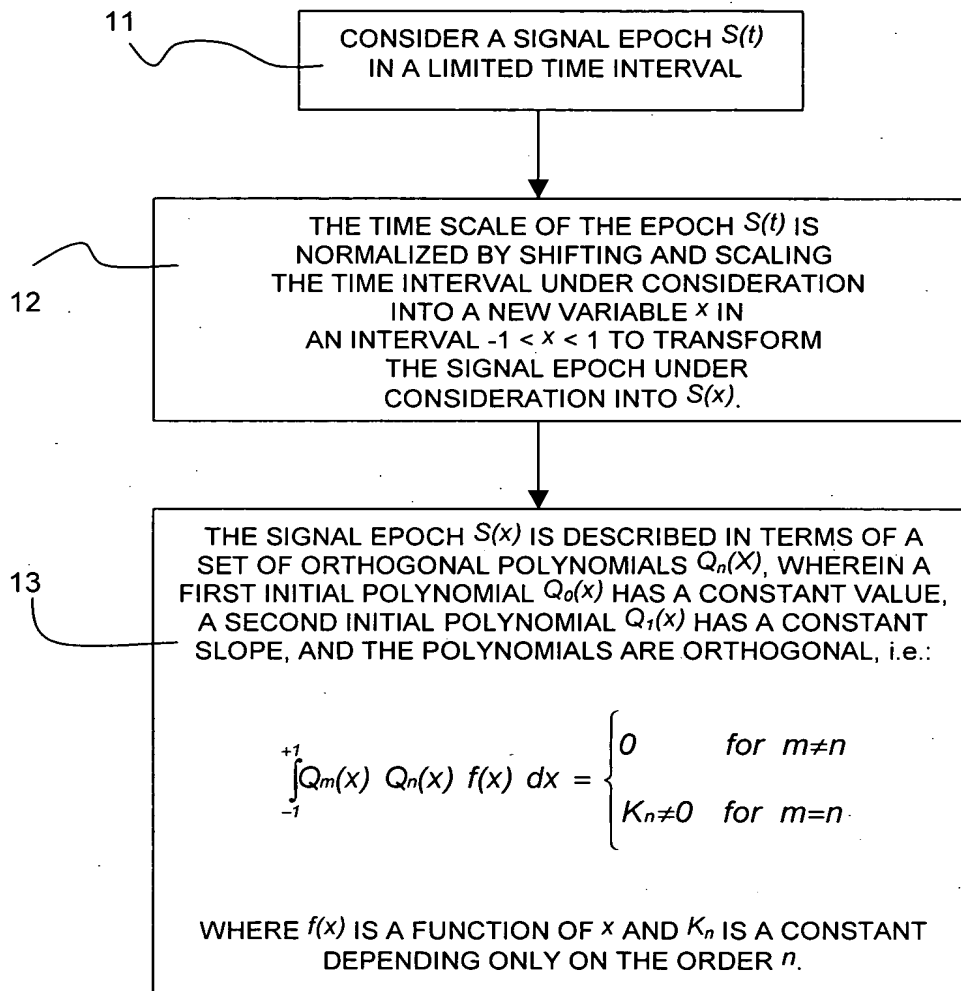 11
CONSIDER A SIGNAL EPOCH S(t)
IN A LIMITED TIME INTERVAL
12
THE TIME SCALE OF THE EPOCH S(t) IS
NORMALIZED BY SHIFTING AND SCALING
THE TIME INTERVAL UNDER CONSIDERATION
INTO A NEW VARIABLE x IN
AN INTERVAL -1 < x < 1 TO TRANSFORM
THE SIGNAL EPOCH UNDER
CONSIDERATION INTO S(x).
13
THE SIGNAL EPOCH S(x) IS DESCRIBED IN TERMS OF A
SET OF ORTHOGONAL POLYNOMIALS Qn(X), WHEREIN A
FIRST INITIAL POLYNOMIAL Q0(x) HAS A CONSTANT VALUE,
A SECOND INITIAL POLYNOMIAL Q1(x) HAS A CONSTANT
SLOPE, AND THE POLYNOMIALS ARE ORTHOGONAL, i.e.:
∫₋₁⁺¹ Qm(x) Qn(x) f(x) dx = { 0 for m≠n
Kn≠0 for m=n
WHERE f(x) IS A FUNCTION OF x AND Kn IS A CONSTANT
DEPENDING ONLY ON THE ORDER n.